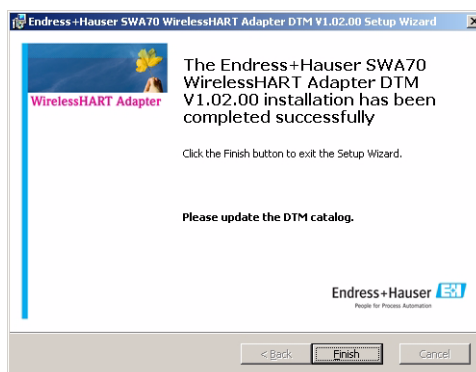 Endress+Hauser SWA70 WirelessHART Adapter DTM V1.02.00 Setup Wizard
WirelessHART Adapter
The Endress+Hauser SWA70
WirelessHART Adapter DTM
V1.02.00 installation has been
completed successfully
Click the Finish button to exit the Setup Wizard.
Please update the DTM catalog.
Endress+Hauser EH
People for Process Automation
< Back
Finish
Cancel